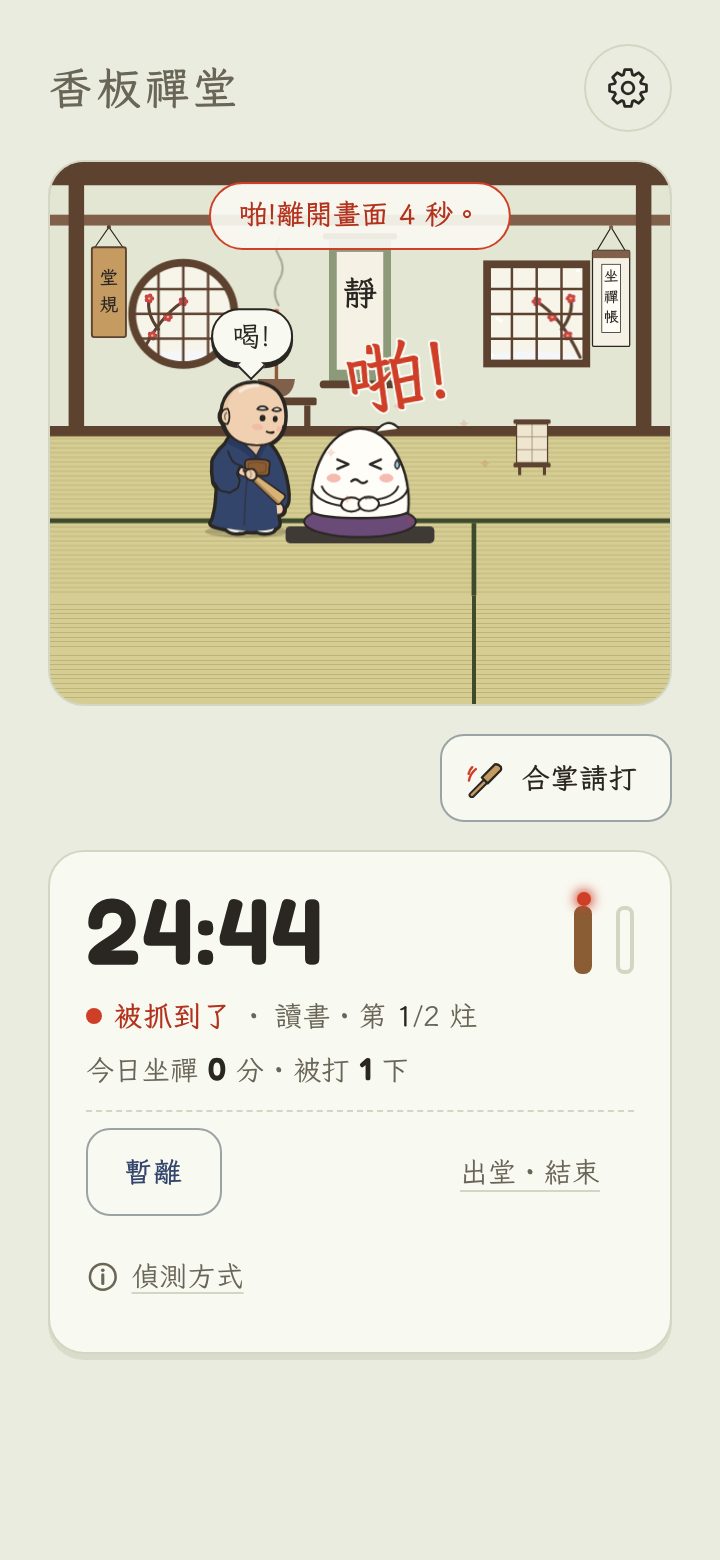 香板禪堂
啪!離開畫面 4 秒。
堂規
靜
坐禪帳
喝!
啪!
合掌請打
24:44
被抓到了 · 讀書 · 第 1/2 炷
今日坐禪 0 分 · 被打 1 下
暫離
出堂 · 結束
偵測方式